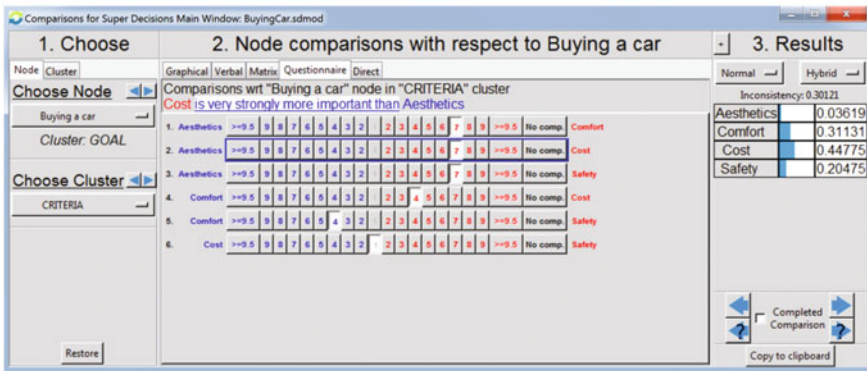 Comparisons for Super Decisions Main Window: BuyingCar.sdmod
1. Choose
Node Cluster
Choose Node
Buying a car
Cluster: GOAL
Choose Cluster
CRITERIA
Restore
2. Node comparisons with respect to Buying a car
Graphical Verbal Matrix Questionnaire Direct
Comparisons wrt "Buying a car" node in "CRITERIA" cluster
Cost is very strongly more important than Aesthetics
1. Aesthetics >=9.5 9 8 7 6 5 4 3 2 2 3 4 5 6 7 8 9 >=9.5 No comp. Comfort
2. Aesthetics >=9.5 9 8 7 6 5 4 3 2 2 3 4 5 6 7 8 9 >=9.5 No comp. Cost
3. Aesthetics >=9.5 9 8 7 6 5 4 3 2 2 3 4 5 6 7 8 9 >=9.5 No comp. Safety
4. Comfort >=9.5 9 8 7 6 5 4 3 2 2 3 4 5 6 7 8 9 >=9.5 No comp. Cost
5. Comfort >=9.5 9 8 7 6 5 4 3 2 2 3 4 5 6 7 8 9 >=9.5 No comp. Safety
6. Cost >=9.5 9 8 7 6 5 4 3 2 2 3 4 5 6 7 8 9 >=9.5 No comp. Safety
+ 3. Results
Normal Hybrid
Inconsistency: 0.30121
Aesthetics 0.03619
Comfort 0.31131
Cost 0.44775
Safety 0.20475
Completed
Comparison
? ?
Copy to clipboard